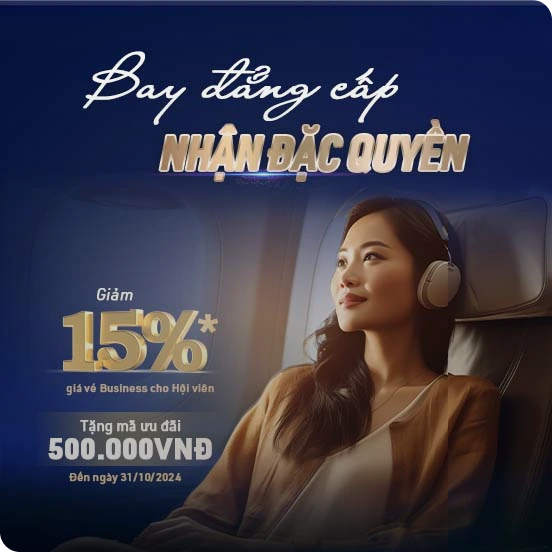 Bay đẳng cấp
NHẬN ĐẶC QUYỀN
Giảm
15%*
giá vé Business cho Hội viên
Tặng mã ưu đãi
500.000VNĐ
Đến ngày 31/10/2024